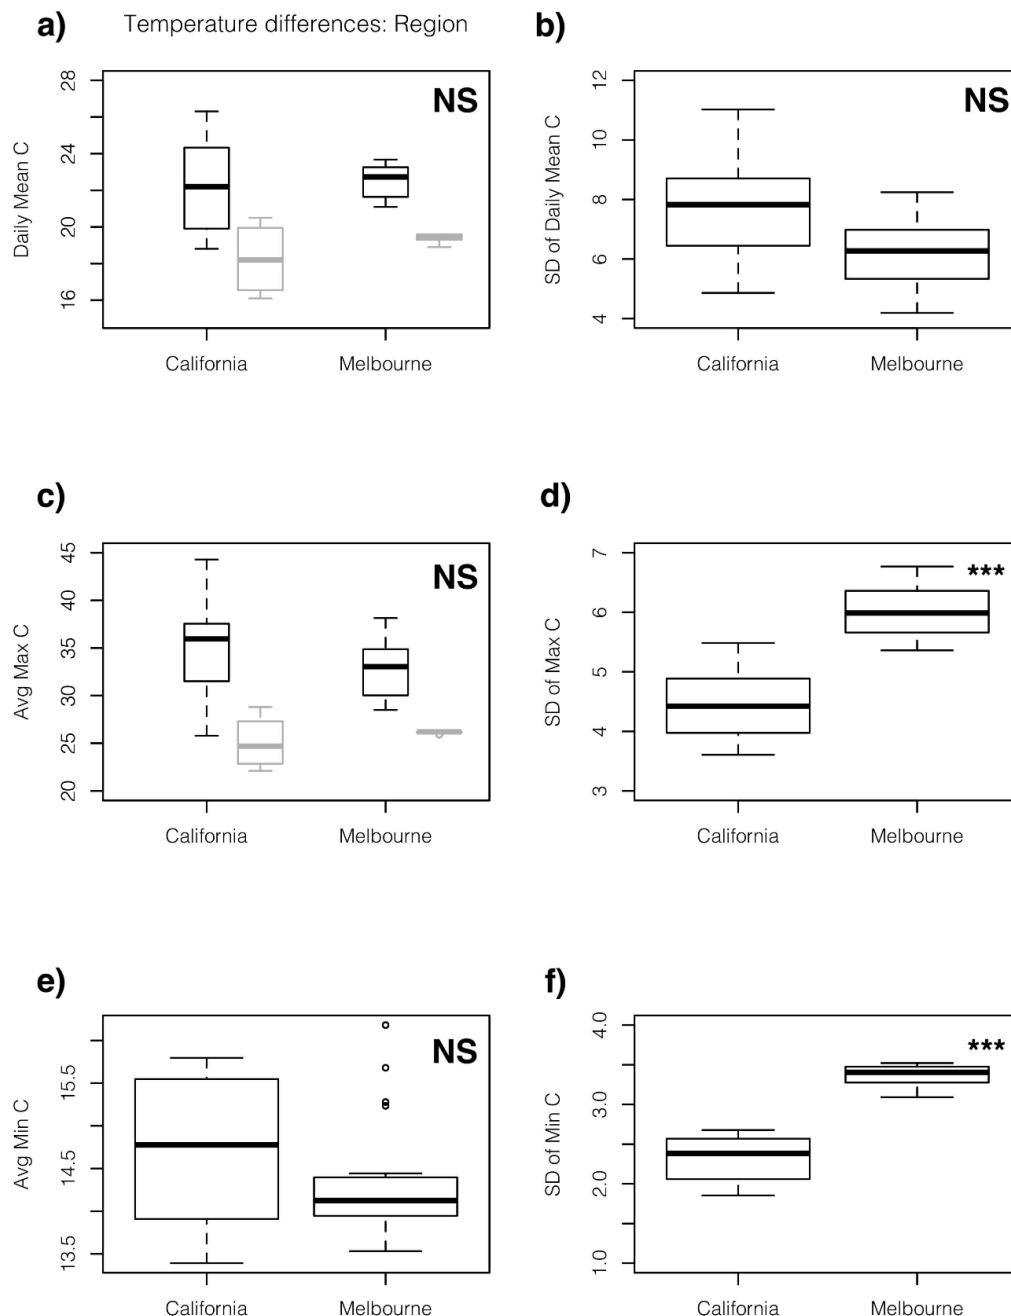 a) Temperature differences: Region
b)
NS
NS
Daily Mean C
28
24
20
16
California Melbourne
SD of Daily Mean C
12
10
8
6
4
California Melbourne
c)
d)
NS
***
Avg Max C
45
40
35
30
25
20
California Melbourne
SD of Max C
7
6
5
4
3
California Melbourne
e)
f)
NS
***
Avg Min C
15.5
14.5
13.5
California Melbourne
SD of Min C
4.0
3.0
2.0
1.0
California Melbourne